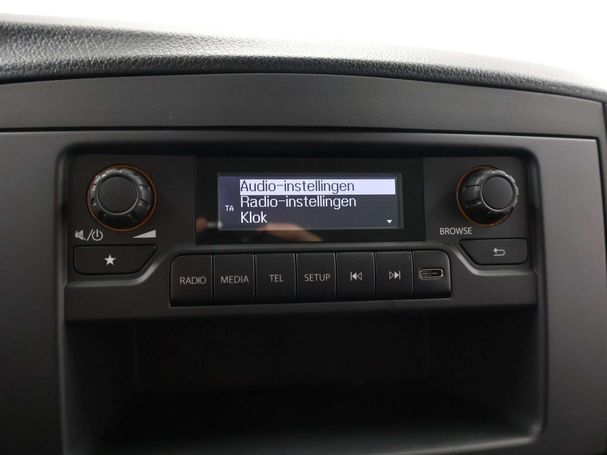 Audio-instellingen
Radio-instellingen
TA
Klok
BROWSE
RADIO
MEDIA
TEL
SETUP